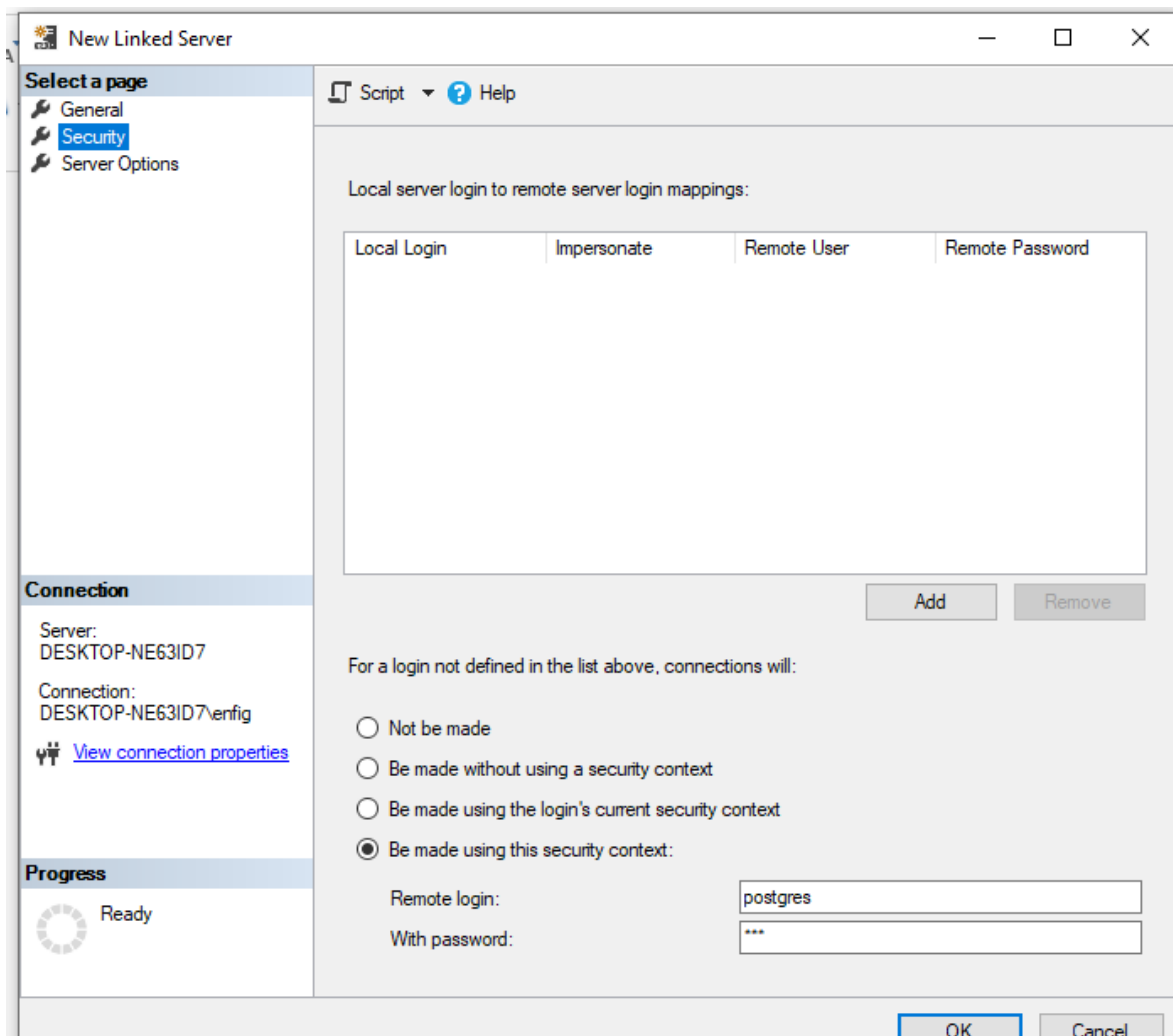 New Linked Server
Select a page
General
Security
Server Options
Script
Help
Local server login to remote server login mappings:
Local Login Impersonate Remote User Remote Password
Add Remove
Connection
Server:
DESKTOP-NE63ID7
Connection:
DESKTOP-NE63ID7\enfig
View connection properties
For a login not defined in the list above, connections will:
Not be made
Be made without using a security context
Be made using the login's current security context
Be made using this security context:
Progress
Ready
Remote login: postgres
With password: ***
OK Cancel